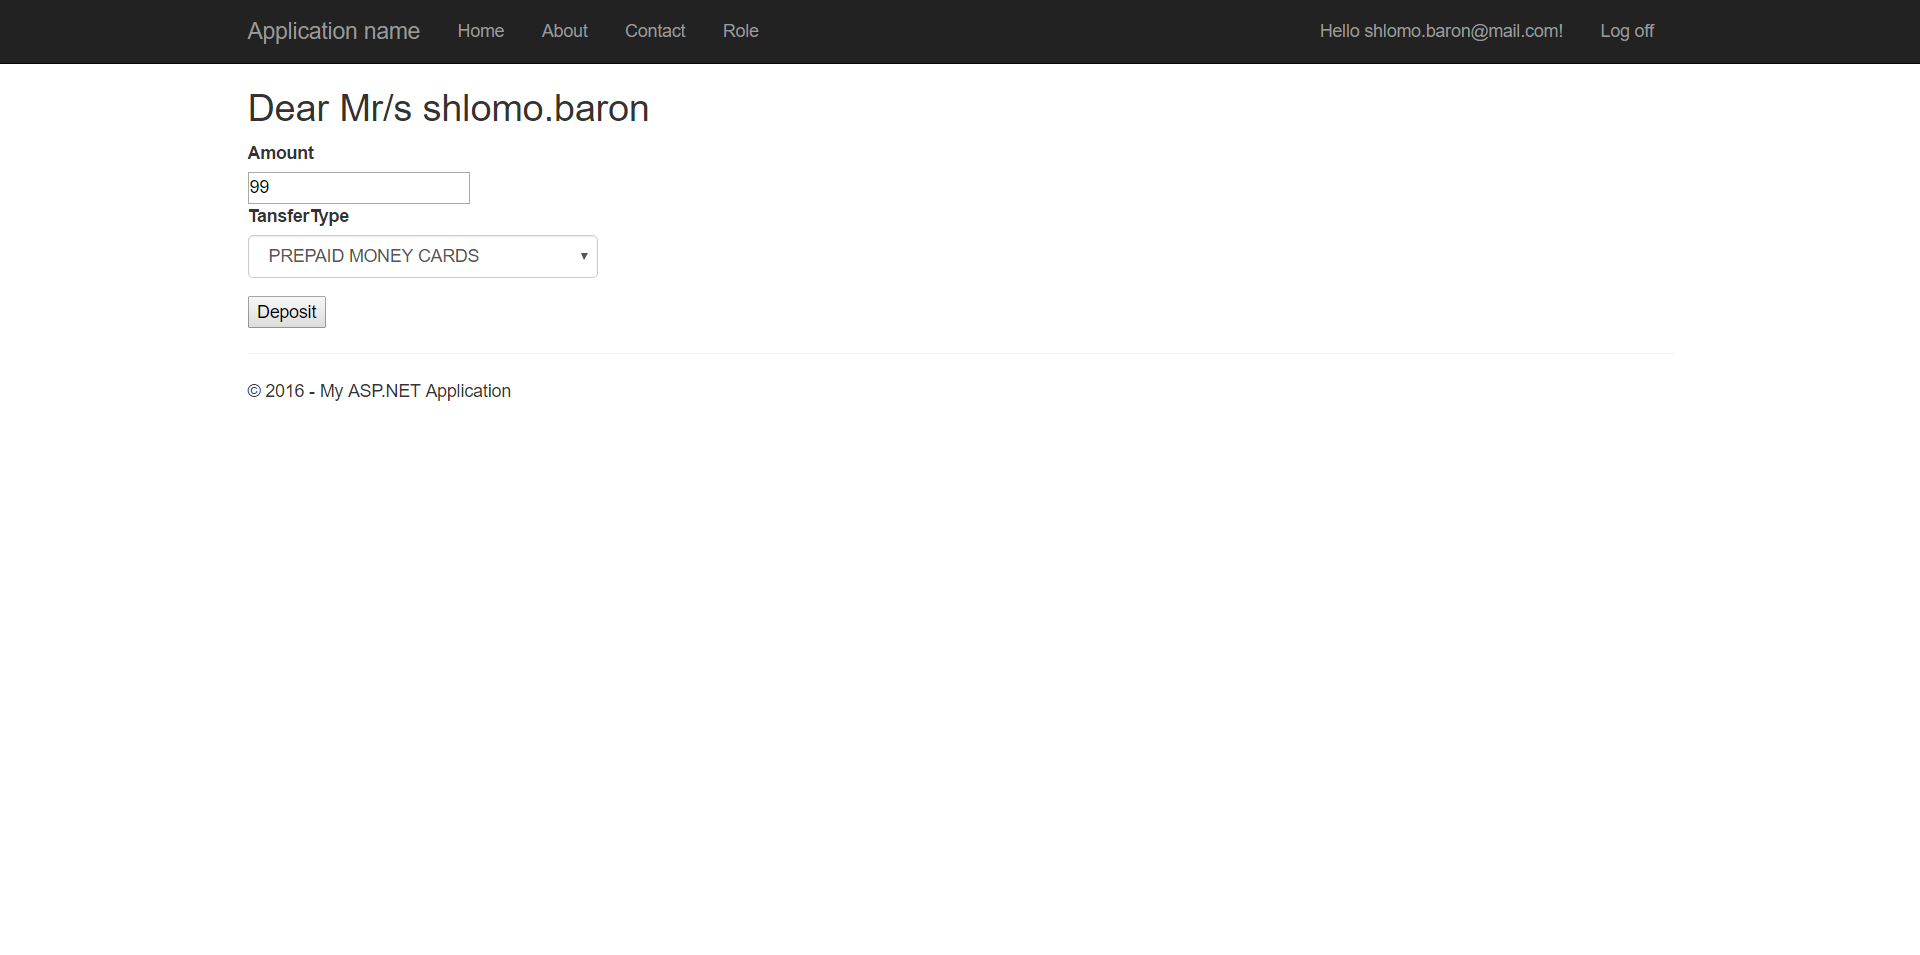 Application name Home About Contact Role Hello shlomo.baron@mail.com! Log off
Dear Mr/s shlomo.baron
Amount
99
TansferType
PREPAID MONEY CARDS
Deposit
© 2016 - My ASP.NET Application